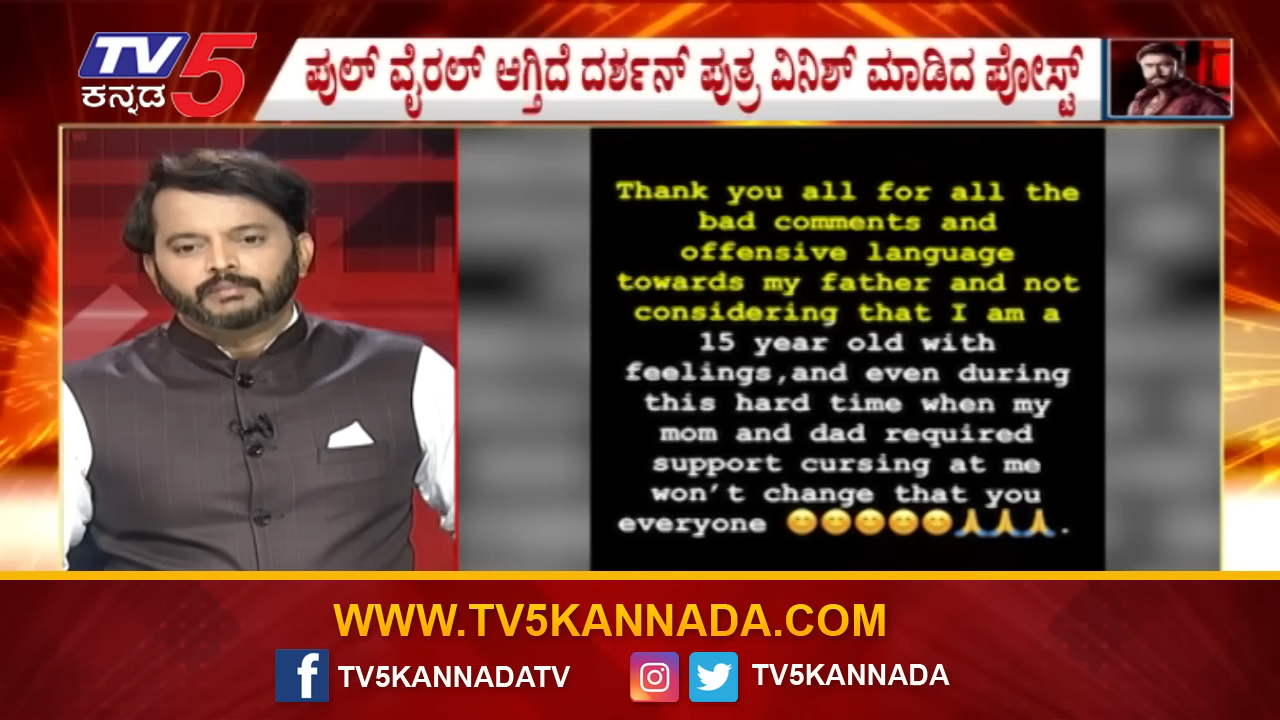 TV5
ಕನ್ನಡ
ಫುಲ್ ವೈರಲ್ ಆಗ್ತಿದೆ ದರ್ಶನ್ ಪುತ್ರ ವಿನಿಶ್ ಮಾಡಿದ ಪೋಸ್ಟ್
Thank you all for all the
bad comments and
offensive language
towards my father and not
considering that I am a
15 year old with
feelings,and even during
this hard time when my
mom and dad required
support cursing at me
won't change that you
everyone 😊😊😊😊😊🙏🙏🙏.
WWW.TV5KANNADA.COM
f TV5KANNADATV
TV5KANNADA